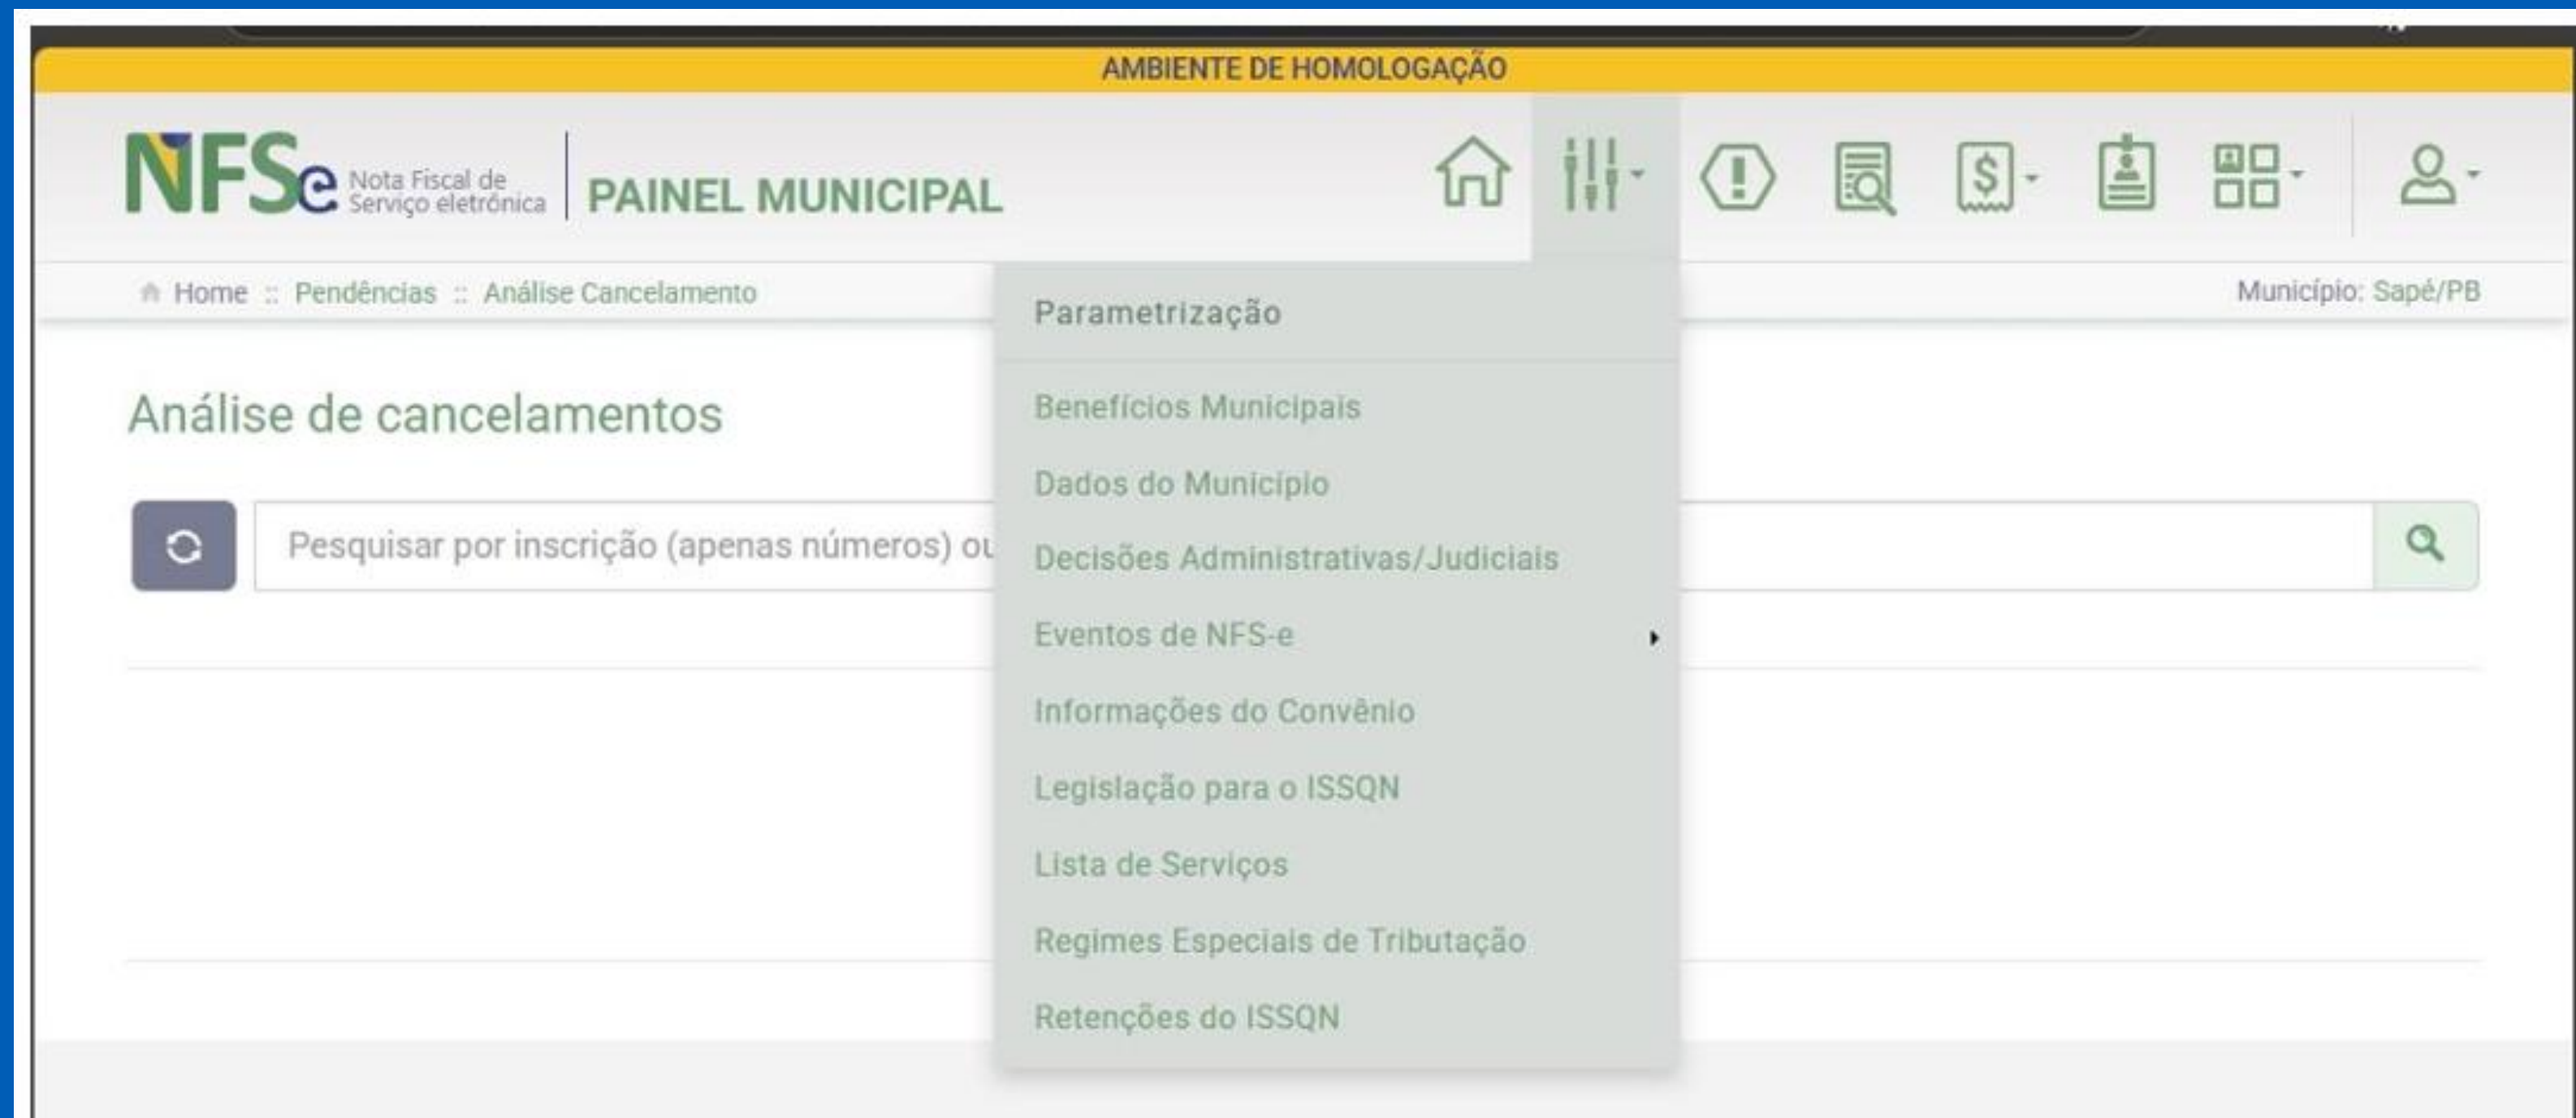 AMBIENTE DE HOMOLOGAÇÃO
NFSe Nota Fiscal de
Serviço eletrônica
PAINEL MUNICIPAL
Home :: Pendências :: Análise Cancelamento
Município: Sapé/PB
Parametrização
Benefícios Municipais
Dados do Município
Decisões Administrativas/Judiciais
Eventos de NFS-e
Informações do Convênio
Legislação para o ISSQN
Lista de Serviços
Regimes Especiais de Tributação
Retenções do ISSQN
Análise de cancelamentos
Pesquisar por inscrição (apenas números) ou